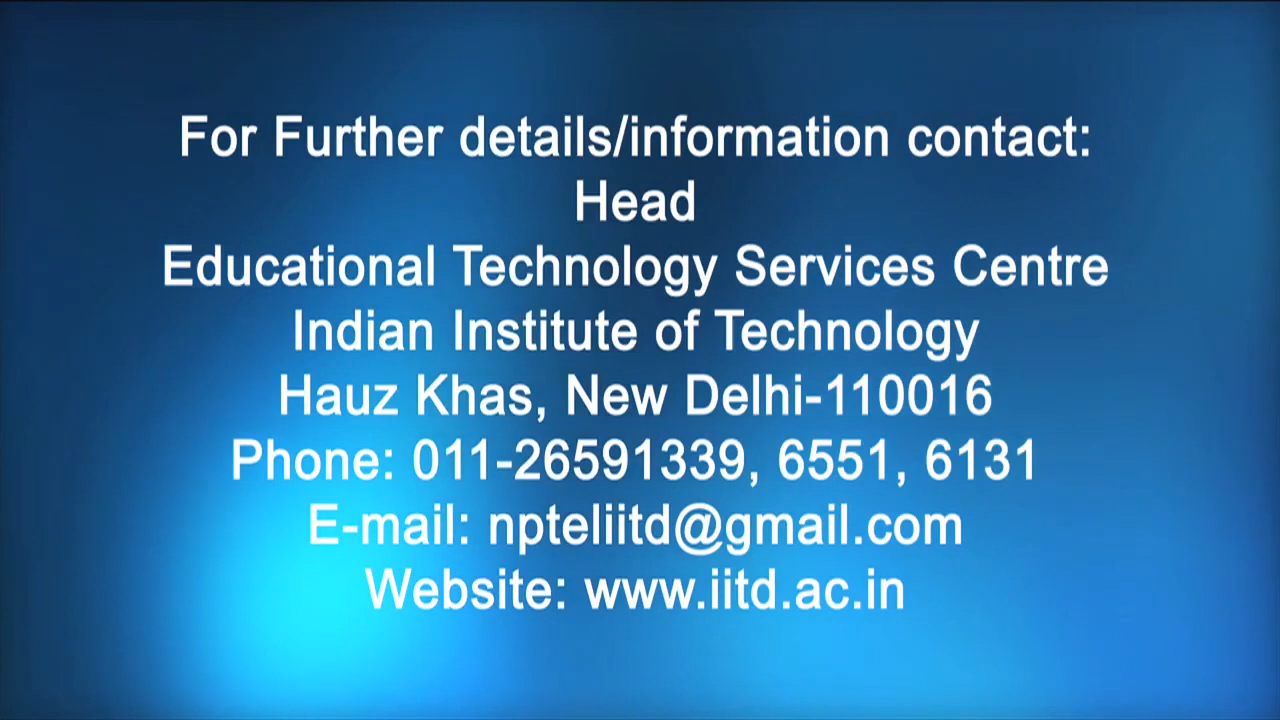 For Further details/information contact:
Head
Educational Technology Services Centre
Indian Institute of Technology
Hauz Khas, New Delhi-110016
Phone: 011-26591339, 6551, 6131
E-mail: npteliitd@gmail.com
Website: www.iitd.ac.in